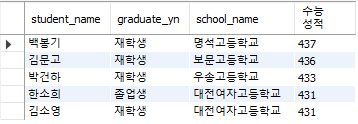 student_name graduate_yn school_name 수능
성적
백봉기 재학생 명석고등학교 437
김문고 재학생 보문고등학교 436
박건하 재학생 우송고등학교 433
한소희 졸업생 대전여자고등학교 431
김소영 재학생 대전여자고등학교 431